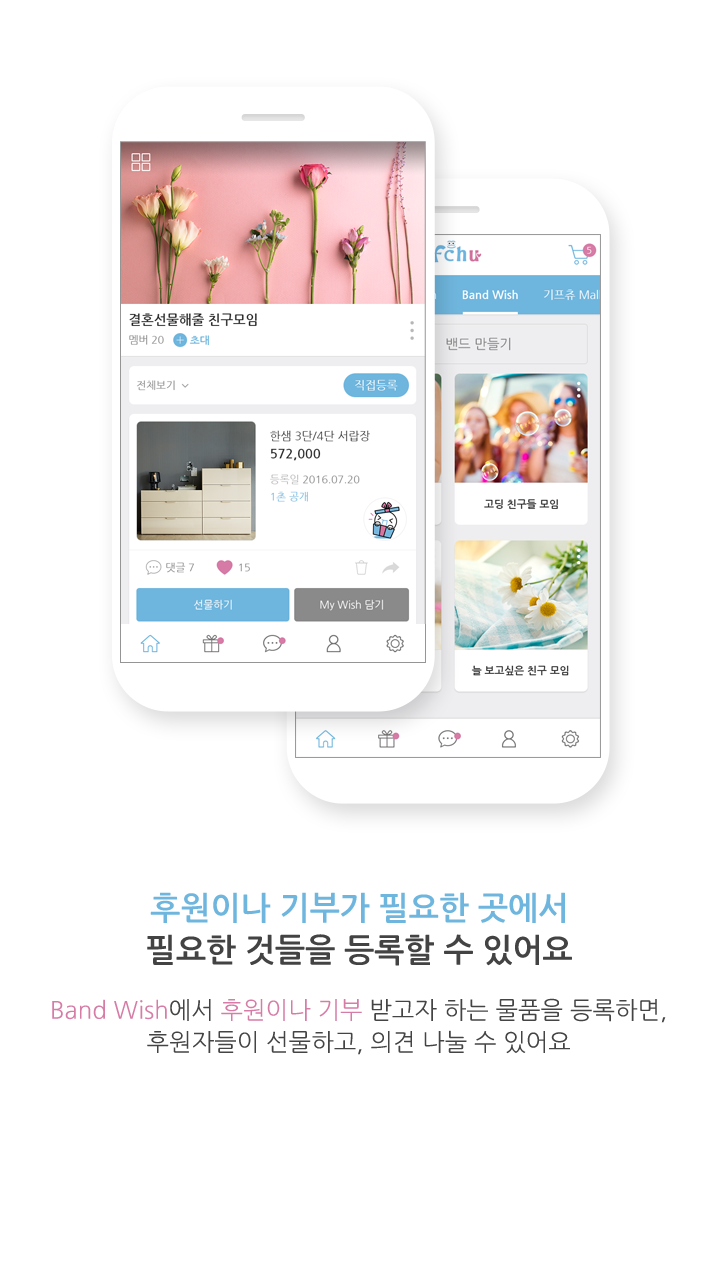 결혼선물해줄 친구모임
멤버 20 + 초대
전체보기
직접등록
한샘 3단/4단 서랍장
572,000
등록일 2016.07.20
1촌 공개
댓글 7
15
선물하기
My Wish 담기
fchu
5
Band Wish
기프츄 Mal
밴드 만들기
고딩 친구들 모임
늘 보고싶은 친구 모임
후원이나 기부가 필요한 곳에서
필요한 것들을 등록할 수 있어요
Band Wish에서 후원이나 기부 받고자 하는 물품을 등록하면,
후원자들이 선물하고, 의견 나눌 수 있어요